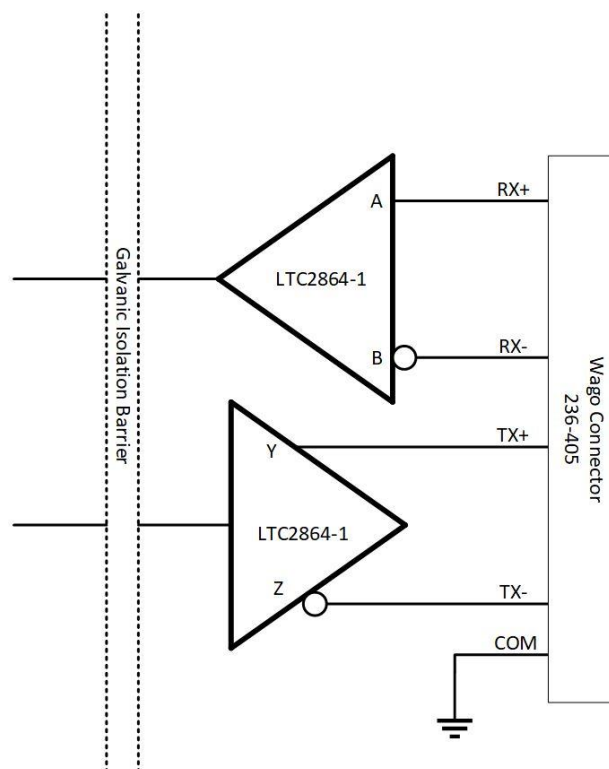 A
RX+
LTC2864-1
B
RX-
Galvanic Isolation Barrier
Wago Connector
236-405
Y
TX+
LTC2864-1
Z
TX-
COM